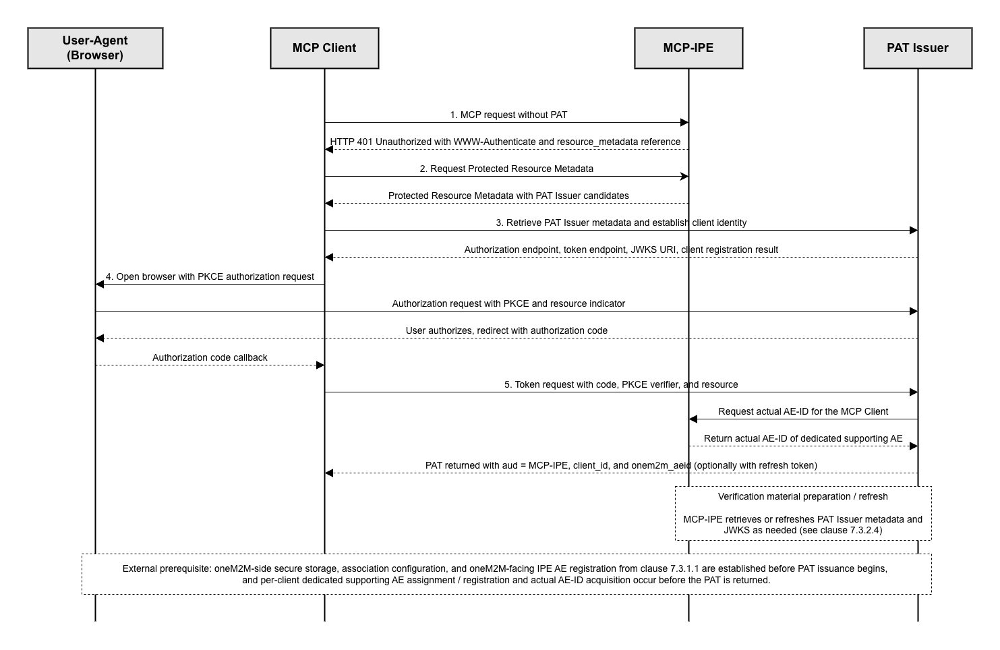 User-Agent
(Browser)
MCP Client
MCP-IPE
PAT Issuer
1. MCP request without PAT
HTTP 401 Unauthorized with WWW-Authenticate and resource_metadata reference
2. Request Protected Resource Metadata
Protected Resource Metadata with PAT Issuer candidates
3. Retrieve PAT Issuer metadata and establish client identity
Authorization endpoint, token endpoint, JWKS URI, client registration result
4. Open browser with PKCE authorization request
Authorization request with PKCE and resource indicator
User authorizes, redirect with authorization code
Authorization code callback
5. Token request with code, PKCE verifier, and resource
Request actual AE-ID for the MCP Client
Return actual AE-ID of dedicated supporting AE
PAT returned with aud = MCP-IPE, client_id, and onem2m_aeid (optionally with refresh token)
Verification material preparation / refresh
MCP-IPE retrieves or refreshes PAT Issuer metadata and
JWKS as needed (see clause 7.3.2.4)
External prerequisite: oneM2M-side secure storage, association configuration, and oneM2M-facing IPE AE registration from clause 7.3.1.1 are established before PAT issuance begins,
and per-client dedicated supporting AE assignment / registration and actual AE-ID acquisition occur before the PAT is returned.